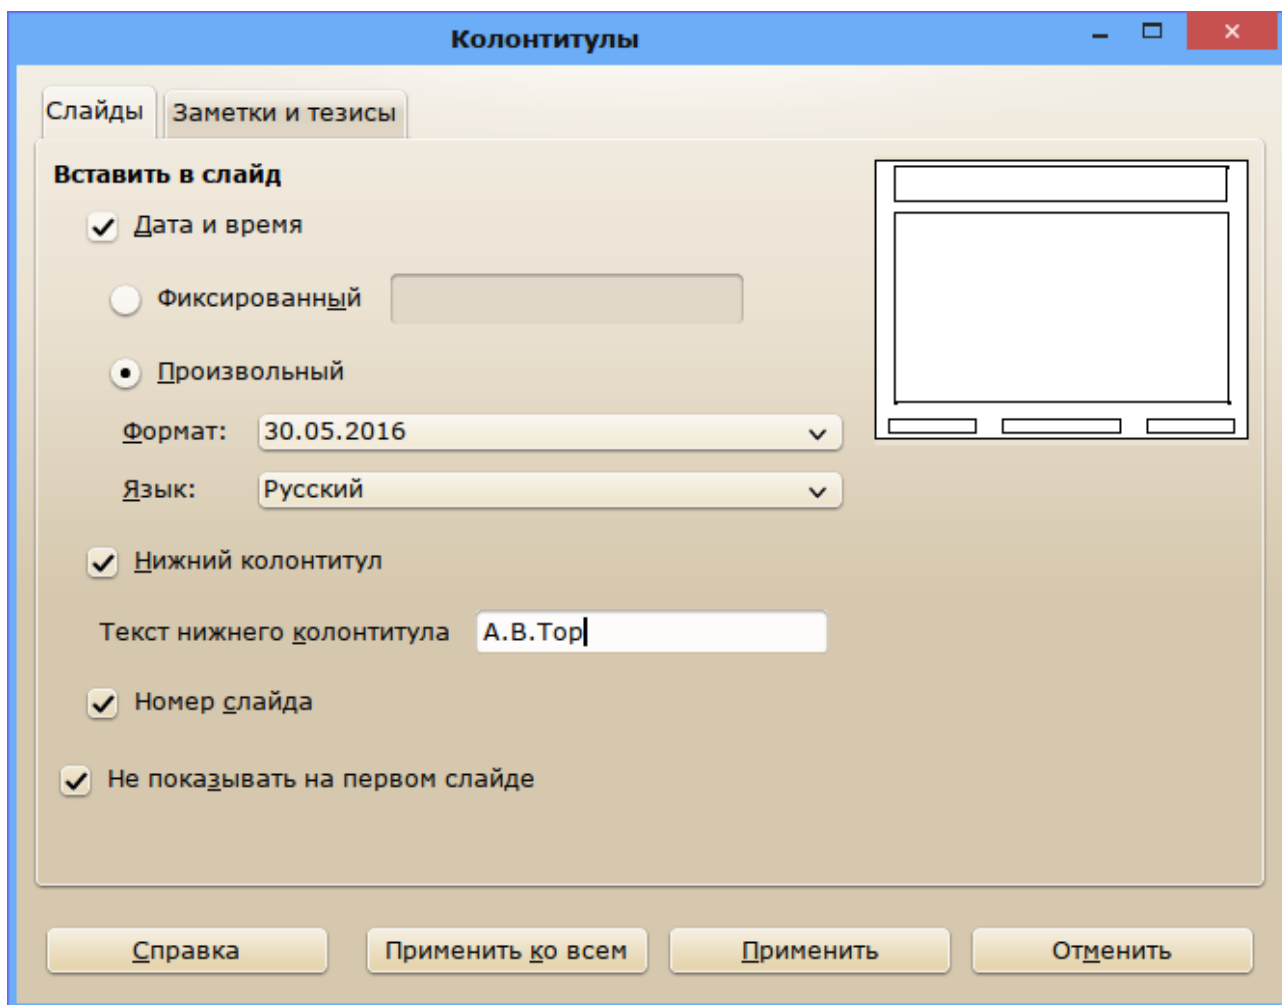 Колонтитулы
Слайды
Заметки и тезисы
Вставить в слайд
Дата и время
Фиксированный
Произвольный
Формат: 30.05.2016
Язык: Русский
Нижний колонтитул
Текст нижнего колонтитула А.В.Тор
Номер слайда
Не показывать на первом слайде
Справка Применить ко всем Применить Отменить